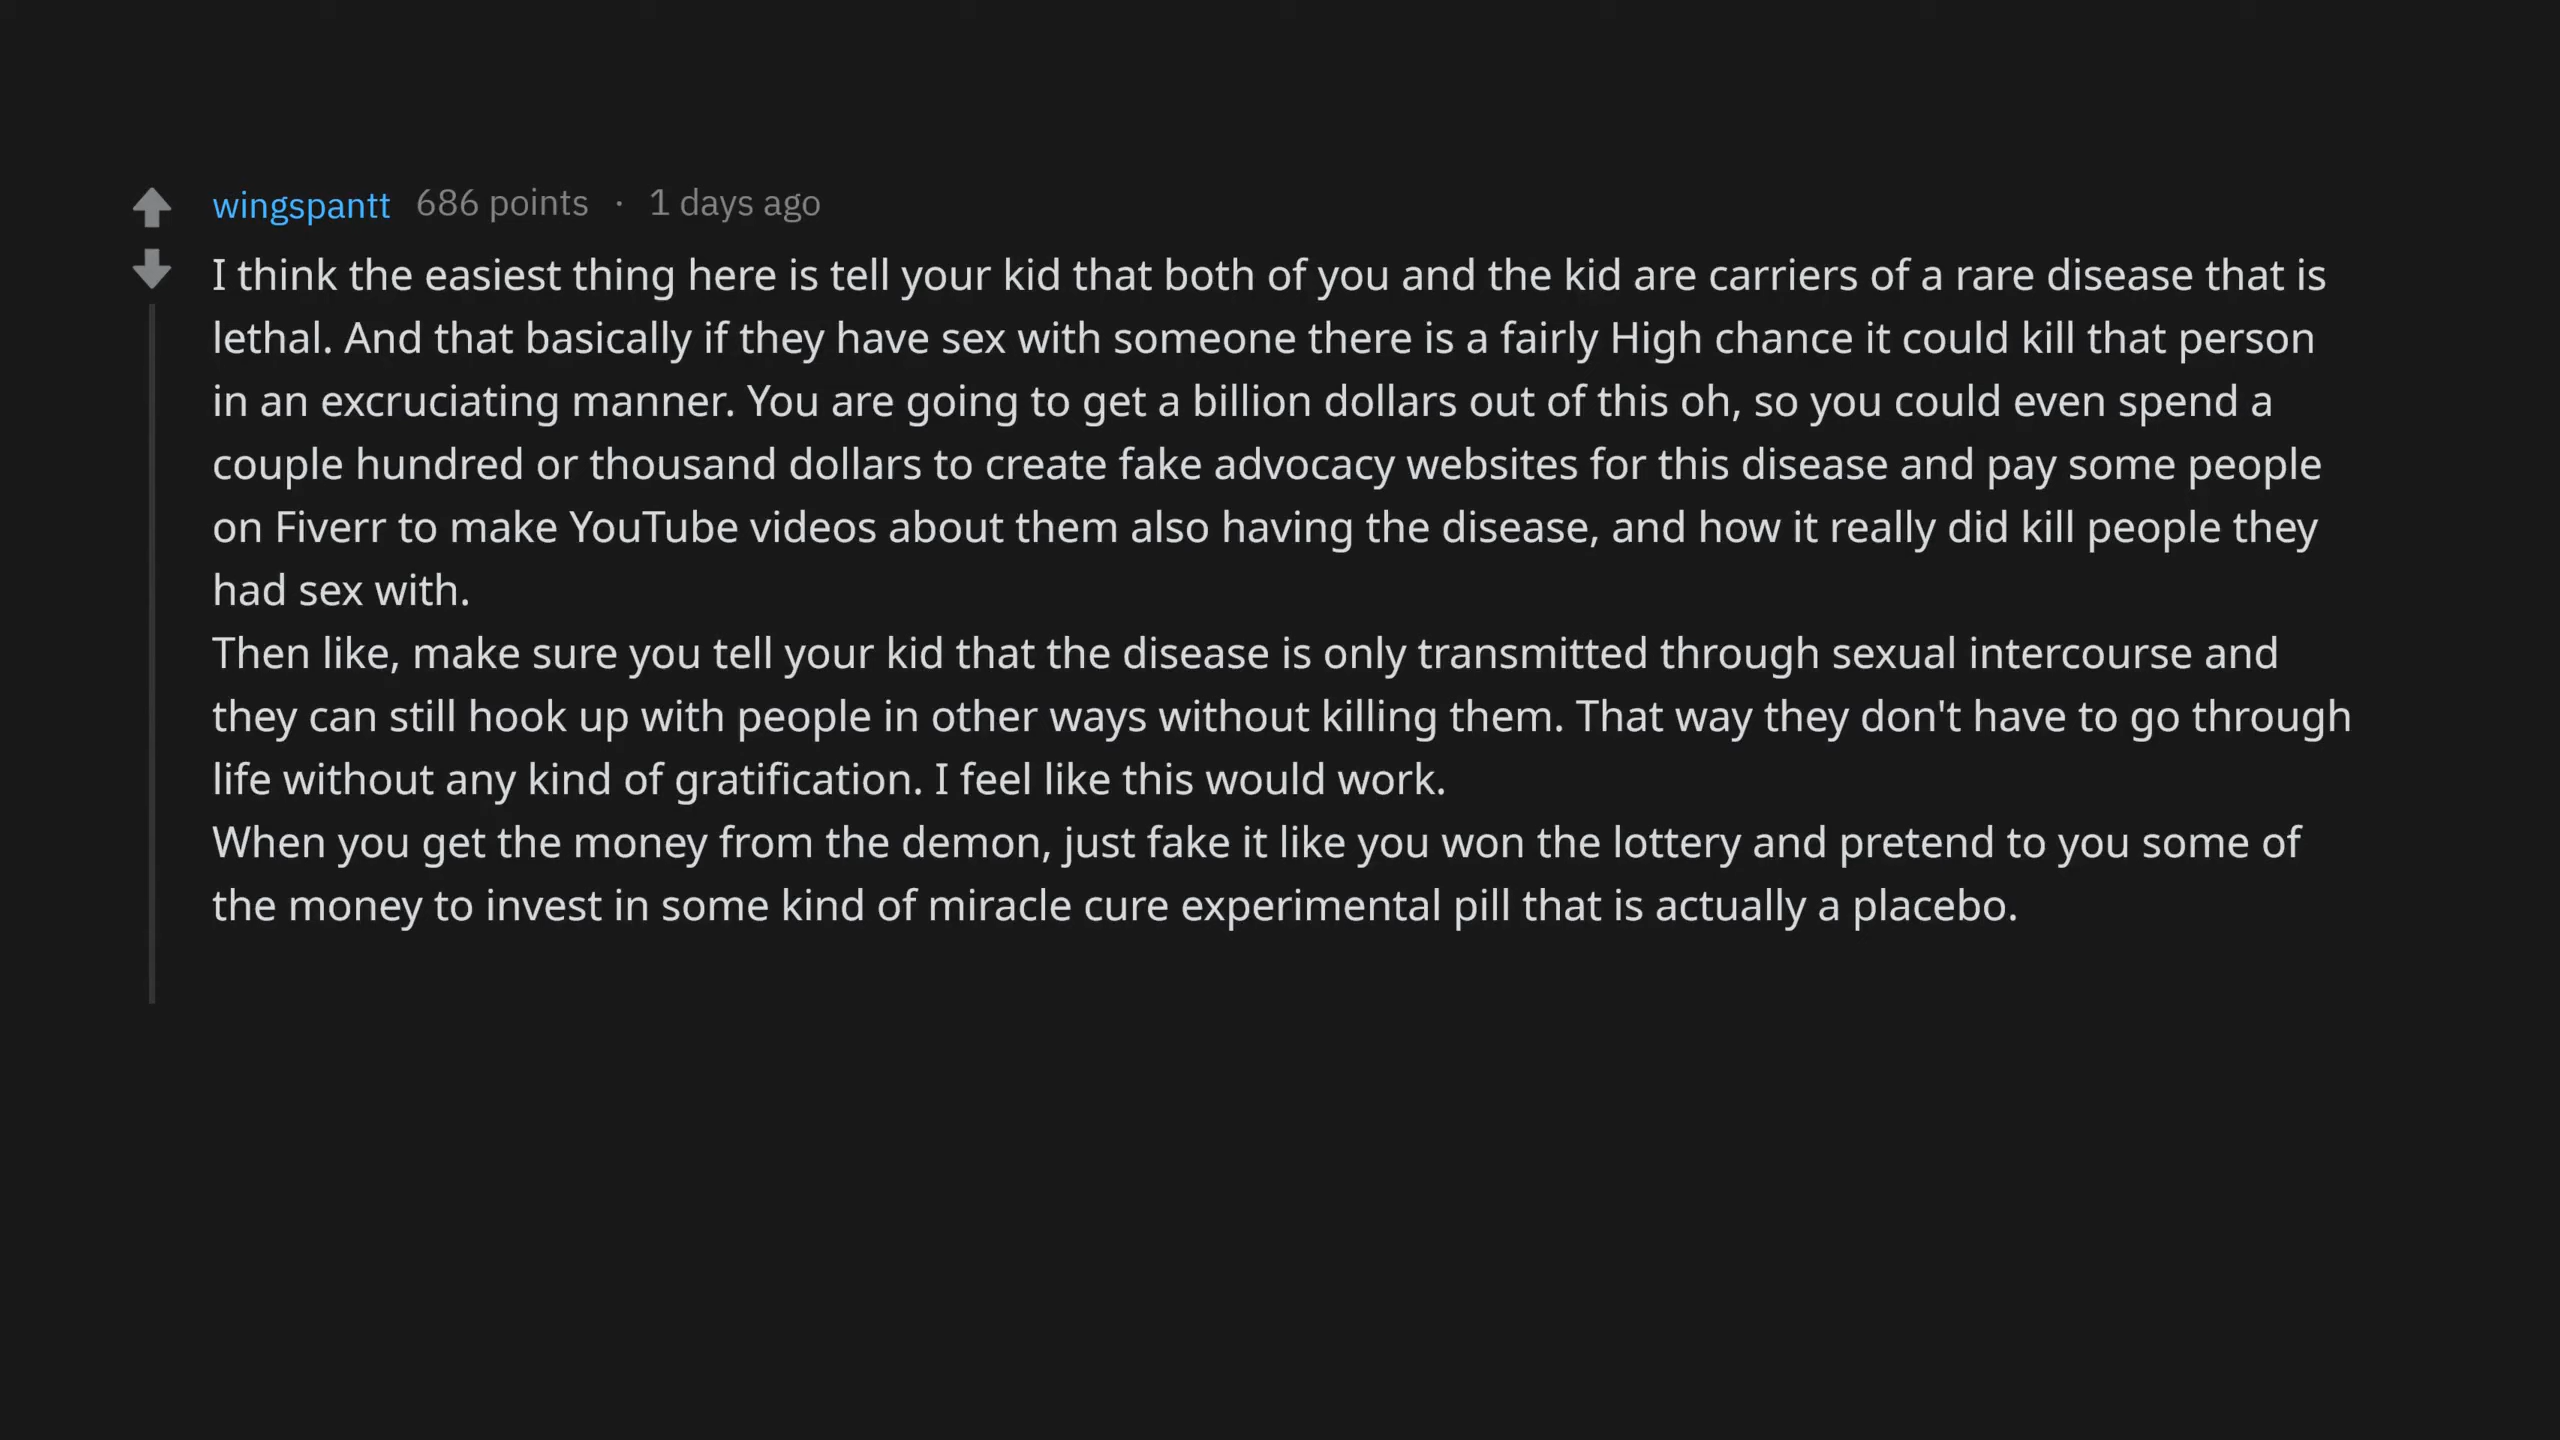 wingspantt 686 points · 1 days ago
I think the easiest thing here is tell your kid that both of you and the kid are carriers of a rare disease that is
lethal. And that basically if they have sex with someone there is a fairly High chance it could kill that person
in an excruciating manner. You are going to get a billion dollars out of this oh, so you could even spend a
couple hundred or thousand dollars to create fake advocacy websites for this disease and pay some people
on Fiverr to make YouTube videos about them also having the disease, and how it really did kill people they
had sex with.
Then like, make sure you tell your kid that the disease is only transmitted through sexual intercourse and
they can still hook up with people in other ways without killing them. That way they don't have to go through
life without any kind of gratification. I feel like this would work.
When you get the money from the demon, just fake it like you won the lottery and pretend to you some of
the money to invest in some kind of miracle cure experimental pill that is actually a placebo.